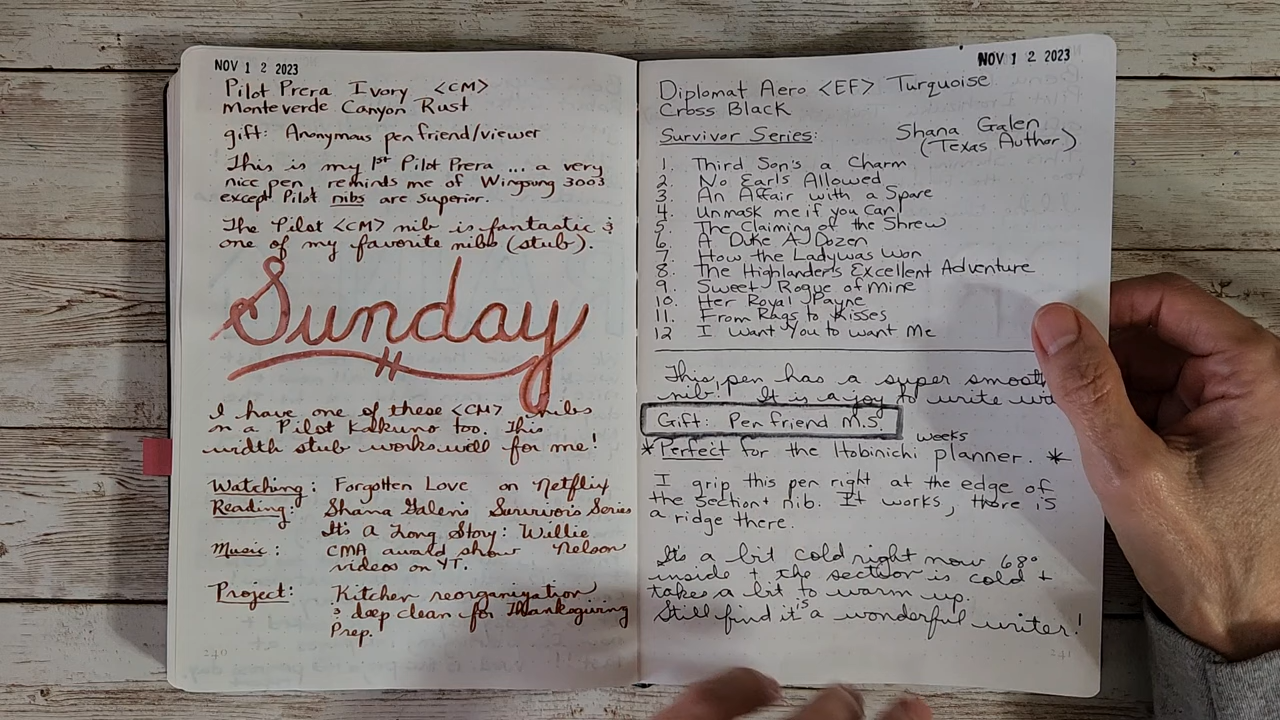 NOV 12 2023
Pilot Prera Ivory <CM>
Monteverde Canyon Rust
gift: Anonymous pen friend/viewer
This is my 1st Pilot Prera ... a very
nice pen reminds me of Wingsung 3003
except Pilot nibs are superior.
The Pilot <CM> nib is fantastic &
one of my favorite nibs (stub).
Sunday
I have one of these <CM> nibs
in a Pilot Kakuno too. This
width stub works well for me!
Watching: Forgotten Love on Netflix
Reading: Shana Galen's Survivor's Series
It's A Long Story: Willie
Nelson
Music: CMA award show
videos on YT.
Project: Kitchen reorganization
& deep clean for Thanksgiving
Prep.
240
NOV 12 2023
Diplomat Aero <EF> Turquoise
Cross Black
Survivor Series: Shana Galen
(Texas Author)
1. Third Son's a Charm
2. No Earls Allowed
3. An Affair with a Spare
4. Unmask me if you Can
5. The Claiming of the Shrew
6. A Duke A Dozen
7. How the Lady was Won
8. The Highlander's Excellent Adventure
9. Sweet Rogue of Mine
10. Her Royal Payne
11. From Rags to Kisses
12 I Want You to want Me
This pen has a super smooth
nib! It is a joy to write
Gift: Pen friend M.S.
*Perfect for the Hobinichi weeks planner. *
I grip this pen right at the edge of
the section + nib. It works, there is
a ridge there.
It's a bit cold right now 68°
inside + the section is cold +
takes a bit to warm up.
Still find it's a wonderful writer!
241